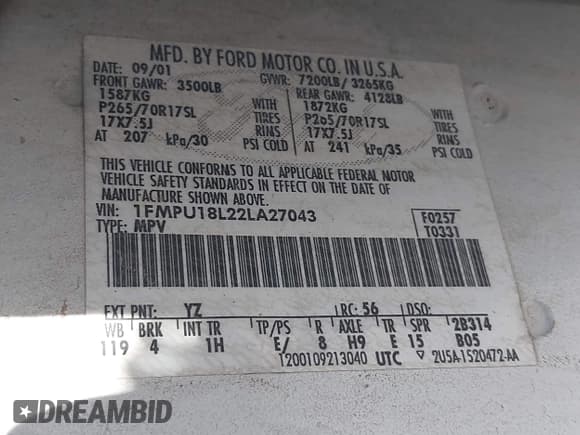 MFD. BY FORD MOTOR CO. IN U.S.A.
DATE: 09/01 GVWR: 7200LB/ 3265KG
FRONT GAWR: 3500LB REAR GAWR: 4128LB
1587KG WITH 1872KG WITH
P265/70R17SL TIRES P265/70R17SL TIRES
17X7.5J RIMS 17X7.5J RIMS
AT 207 kPa/30 PSI COLD AT 241 kPa/35 PSI COLD
THIS VEHICLE CONFORMS TO ALL APPLICABLE FEDERAL MOTOR
VEHICLE SAFETY STANDARDS IN EFFECT ON THE DATE OF
MANUFACTURE SHOWN ABOVE.
VIN: 1FMPU18L22LA27043 F0257
TYPE: MPV T0331
EXT PNT: YZ RC: 56 DSO:
WB BRK INT TR TP/PS R AXLE TR SPR 2B314
119 4 1H E/ 8 H9 E 15 B05
1200109213040 UTC ▽ 2U5A-1520472-AA
DREAMBID